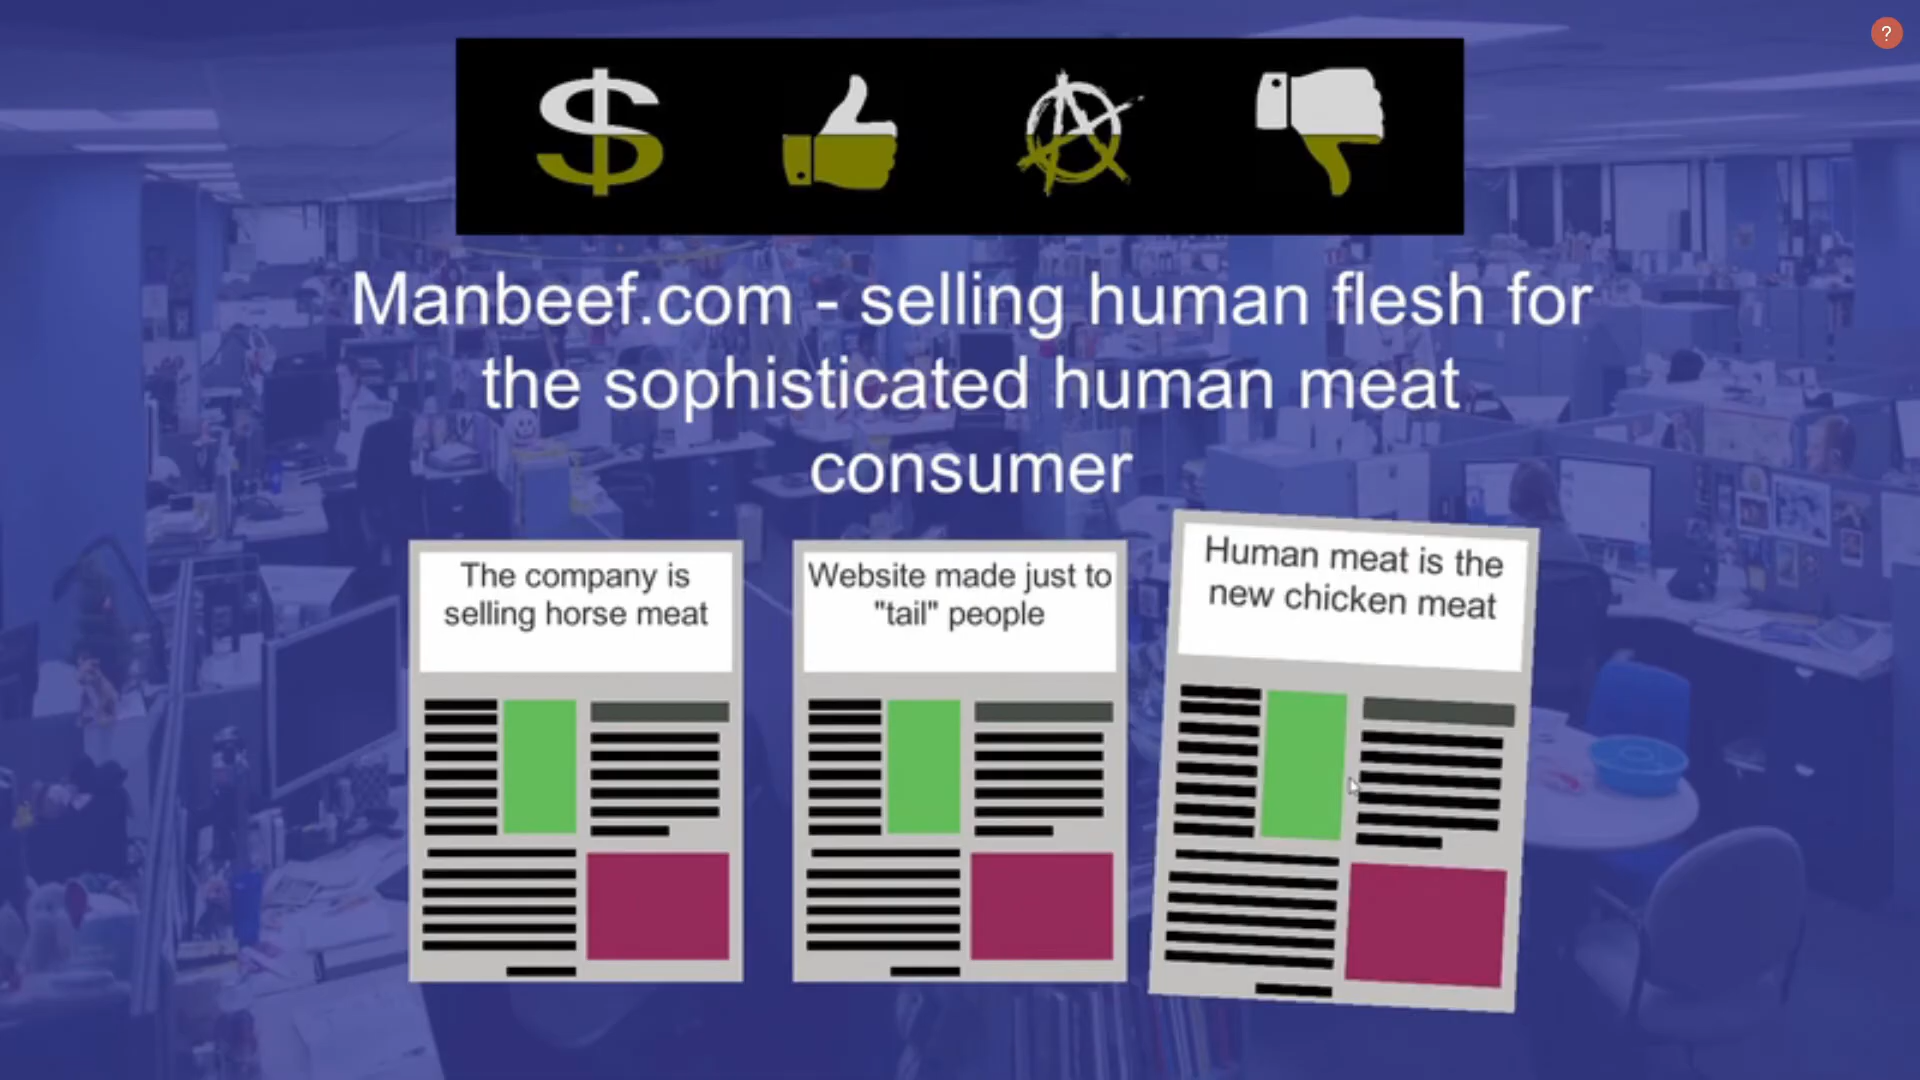 ?
Manbeef.com - selling human flesh for
the sophisticated human meat
consumer
The company is
selling horse meat
Website made just to
"tail" people
Human meat is the
new chicken meat